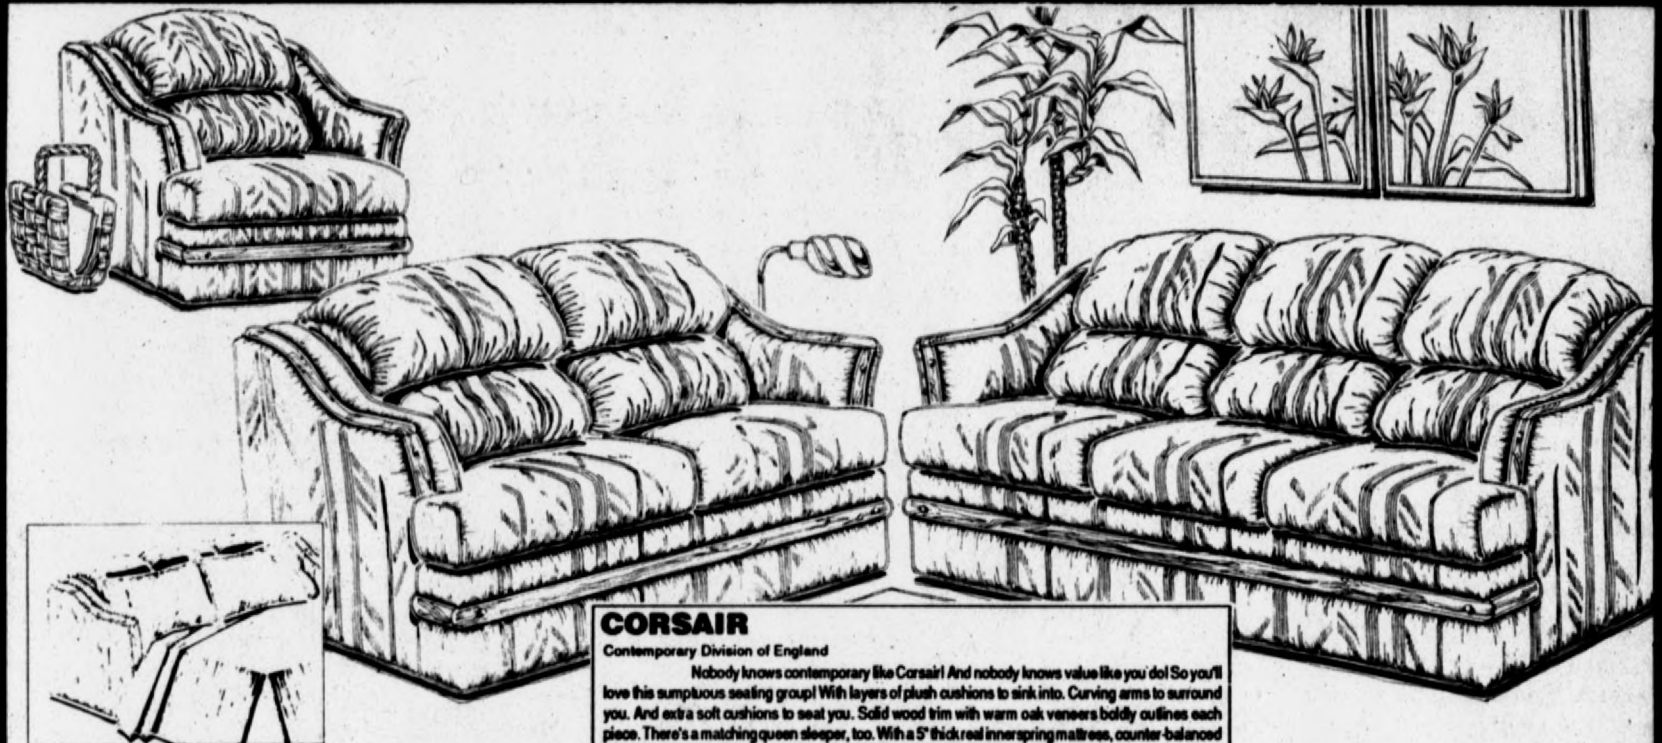 CORSAIR
Contemporary Division of England
Nobody knows contemporary like Corsair! And nobody knows value like you do! So you'll
love this sumptuous seating group! With layers of plush cushions to sink into. Curving arms to surround
you. And extra soft cushions to seat you. Solid wood trim with warm oak veneers boldly outlines each
piece. There's a matching queen sleeper, too. With a 5" thick real innerspring mattress, counter-balanced